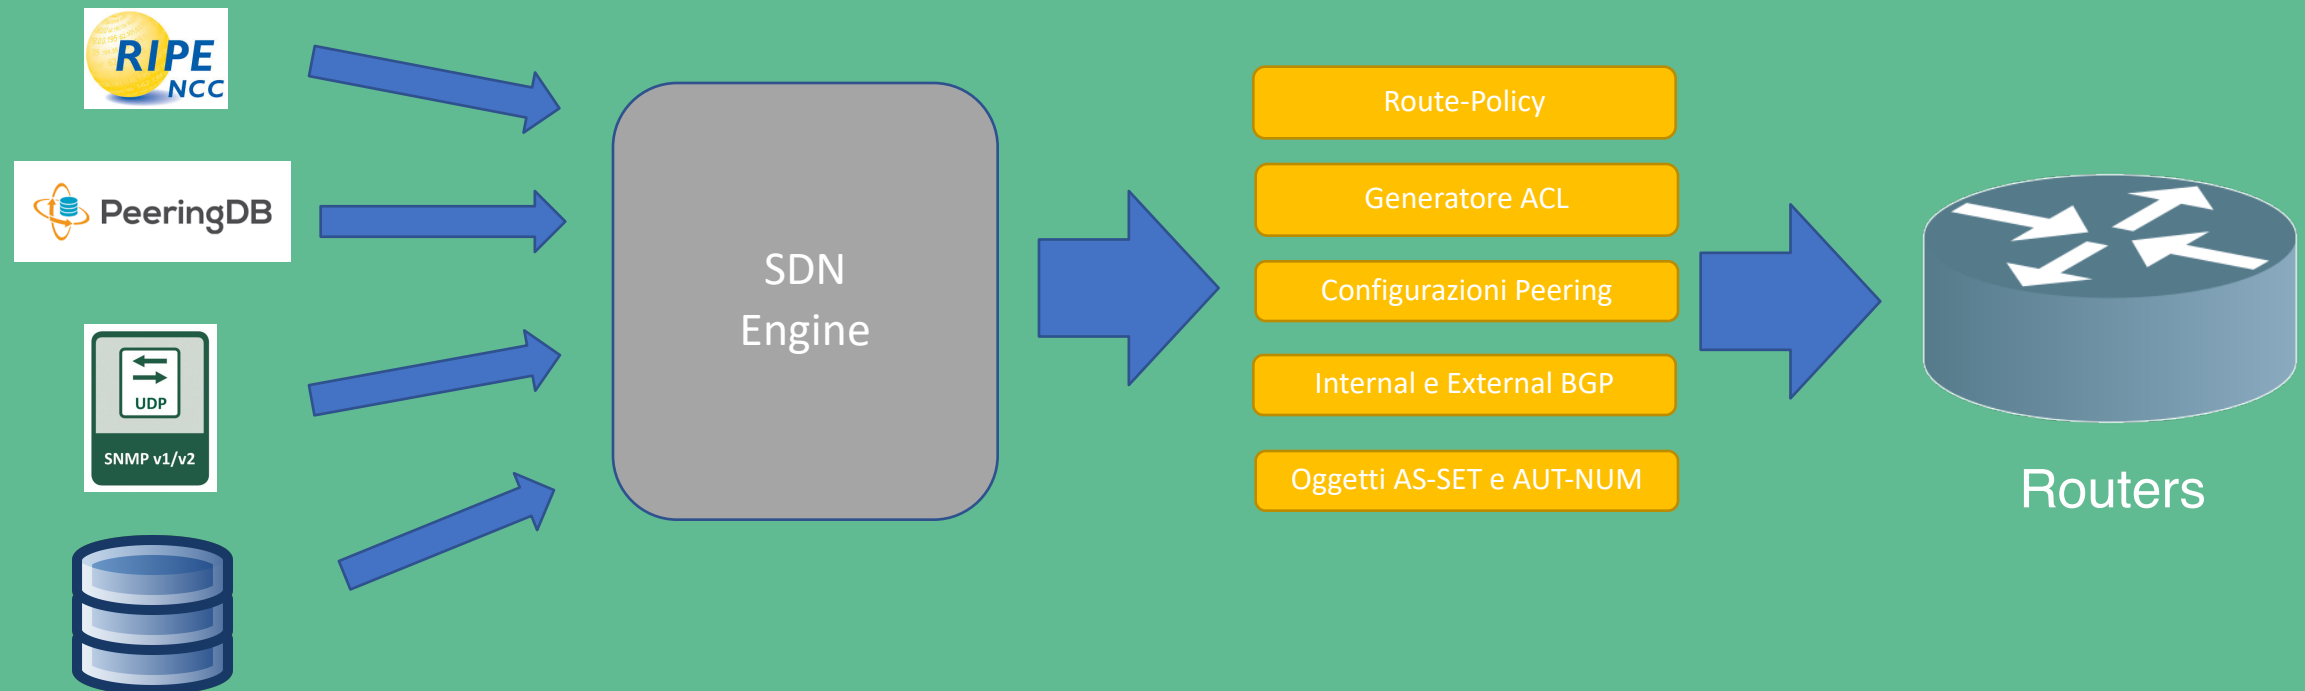 RIPE
NCC
PeeringDB
UDP
SNMP v1/v2
SDN
Engine
Route-Policy
Generatore ACL
Configurazioni Peering
Internal e External BGP
Oggetti AS-SET e AUT-NUM
Routers